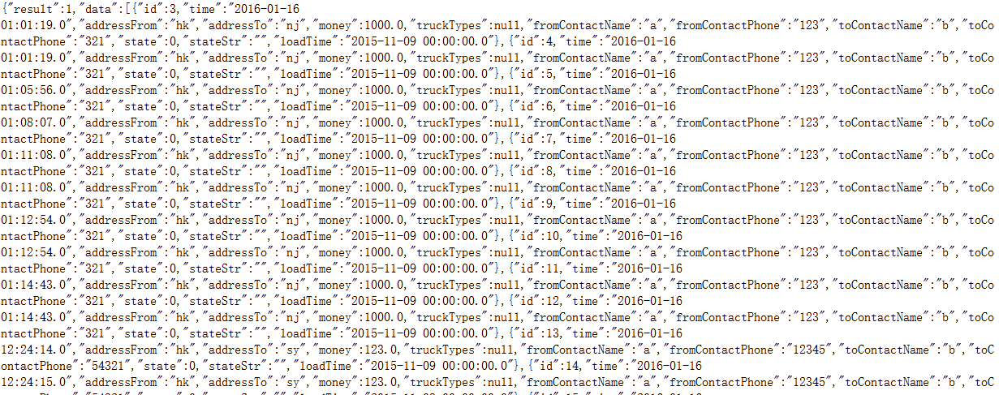 {"result":1,"data":[{"id":3,"time":"2016-01-16
01:01:19.0","addressFrom":"hk","addressTo":"nj","money":1000.0,"truckTypes":null,"fromContactName":"a","fromContactPhone":"123","toContactName":"b","toCo
ntactPhone":"321","state":0,"stateStr":"","loadTime":"2015-11-09 00:00:00.0"},{"id":4,"time":"2016-01-16
01:01:19.0","addressFrom":"hk","addressTo":"nj","money":1000.0,"truckTypes":null,"fromContactName":"a","fromContactPhone":"123","toContactName":"b","toCo
ntactPhone":"321","state":0,"stateStr":"","loadTime":"2015-11-09 00:00:00.0"},{"id":5,"time":"2016-01-16
01:05:56.0","addressFrom":"hk","addressTo":"nj","money":1000.0,"truckTypes":null,"fromContactName":"a","fromContactPhone":"123","toContactName":"b","toCo
ntactPhone":"321","state":0,"stateStr":"","loadTime":"2015-11-09 00:00:00.0"},{"id":6,"time":"2016-01-16
01:08:07.0","addressFrom":"hk","addressTo":"nj","money":1000.0,"truckTypes":null,"fromContactName":"a","fromContactPhone":"123","toContactName":"b","toCo
ntactPhone":"321","state":0,"stateStr":"","loadTime":"2015-11-09 00:00:00.0"},{"id":7,"time":"2016-01-16
01:11:08.0","addressFrom":"hk","addressTo":"nj","money":1000.0,"truckTypes":null,"fromContactName":"a","fromContactPhone":"123","toContactName":"b","toCo
ntactPhone":"321","state":0,"stateStr":"","loadTime":"2015-11-09 00:00:00.0"},{"id":8,"time":"2016-01-16
01:11:08.0","addressFrom":"hk","addressTo":"nj","money":1000.0,"truckTypes":null,"fromContactName":"a","fromContactPhone":"123","toContactName":"b","toCo
ntactPhone":"321","state":0,"stateStr":"","loadTime":"2015-11-09 00:00:00.0"},{"id":9,"time":"2016-01-16
01:12:54.0","addressFrom":"hk","addressTo":"nj","money":1000.0,"truckTypes":null,"fromContactName":"a","fromContactPhone":"123","toContactName":"b","toCo
ntactPhone":"321","state":0,"stateStr":"","loadTime":"2015-11-09 00:00:00.0"},{"id":10,"time":"2016-01-16
01:12:54.0","addressFrom":"hk","addressTo":"nj","money":1000.0,"truckTypes":null,"fromContactName":"a","fromContactPhone":"123","toContactName":"b","toCo
ntactPhone":"321","state":0,"stateStr":"","loadTime":"2015-11-09 00:00:00.0"},{"id":11,"time":"2016-01-16
01:14:43.0","addressFrom":"hk","addressTo":"nj","money":1000.0,"truckTypes":null,"fromContactName":"a","fromContactPhone":"123","toContactName":"b","toCo
ntactPhone":"321","state":0,"stateStr":"","loadTime":"2015-11-09 00:00:00.0"},{"id":12,"time":"2016-01-16
01:14:43.0","addressFrom":"hk","addressTo":"nj","money":1000.0,"truckTypes":null,"fromContactName":"a","fromContactPhone":"123","toContactName":"b","toCo
ntactPhone":"321","state":0,"stateStr":"","loadTime":"2015-11-09 00:00:00.0"},{"id":13,"time":"2016-01-16
12:24:14.0","addressFrom":"hk","addressTo":"sy","money":123.0,"truckTypes":null,"fromContactName":"a","fromContactPhone":"12345","toContactName":"b","toC
ontactPhone":"54321","state":0,"stateStr":"","loadTime":"2015-11-09 00:00:00.0"},{"id":14,"time":"2016-01-16
12:24:15.0","addressFrom":"hk","addressTo":"sy","money":123.0,"truckTypes":null,"fromContactName":"a","fromContactPhone":"12345","toContactName":"b","toC